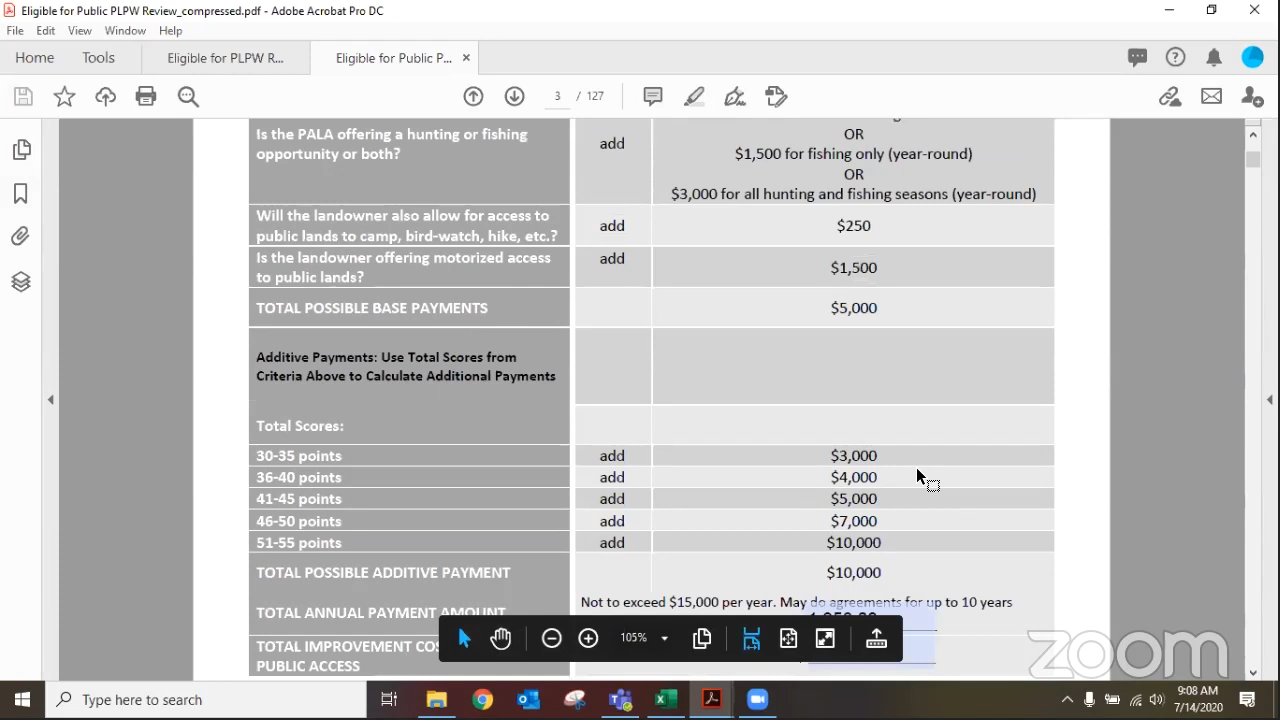 Eligible for Public PLPW Review_compressed.pdf - Adobe Acrobat Pro DC
File Edit View Window Help
Home Tools Eligible for PLPW R... Eligible for Public P... ×
3 / 127
Is the PALA offering a hunting or fishing
opportunity or both?
add
OR
$1,500 for fishing only (year-round)
OR
$3,000 for all hunting and fishing seasons (year-round)
Will the landowner also allow for access to
public lands to camp, bird-watch, hike, etc.?
add
$250
Is the landowner offering motorized access
to public lands?
add
$1,500
TOTAL POSSIBLE BASE PAYMENTS
$5,000
Additive Payments: Use Total Scores from
Criteria Above to Calculate Additional Payments
Total Scores:
30-35 points add $3,000
36-40 points add $4,000
41-45 points add $5,000
46-50 points add $7,000
51-55 points add $10,000
TOTAL POSSIBLE ADDITIVE PAYMENT $10,000
TOTAL ANNUAL PAYMENT AMOUNT
Not to exceed $15,000 per year. May do agreements for up to 10 years
TOTAL IMPROVEMENT
PUBLIC ACCESS
105%
zoom
Type here to search
9:08 AM
7/14/2020